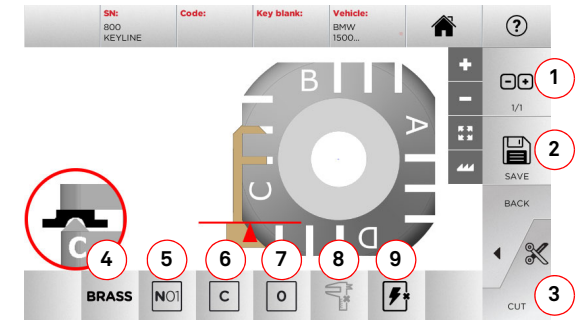 SN:
800
KEYLINE
Code:
Key blank:
Vehicle:
BMW
1500...
?
B
A
C
D
1
1/1
2
SAVE
BACK
3
CUT
C
4
BRASS
5
N01
6
C
7
0
8
9